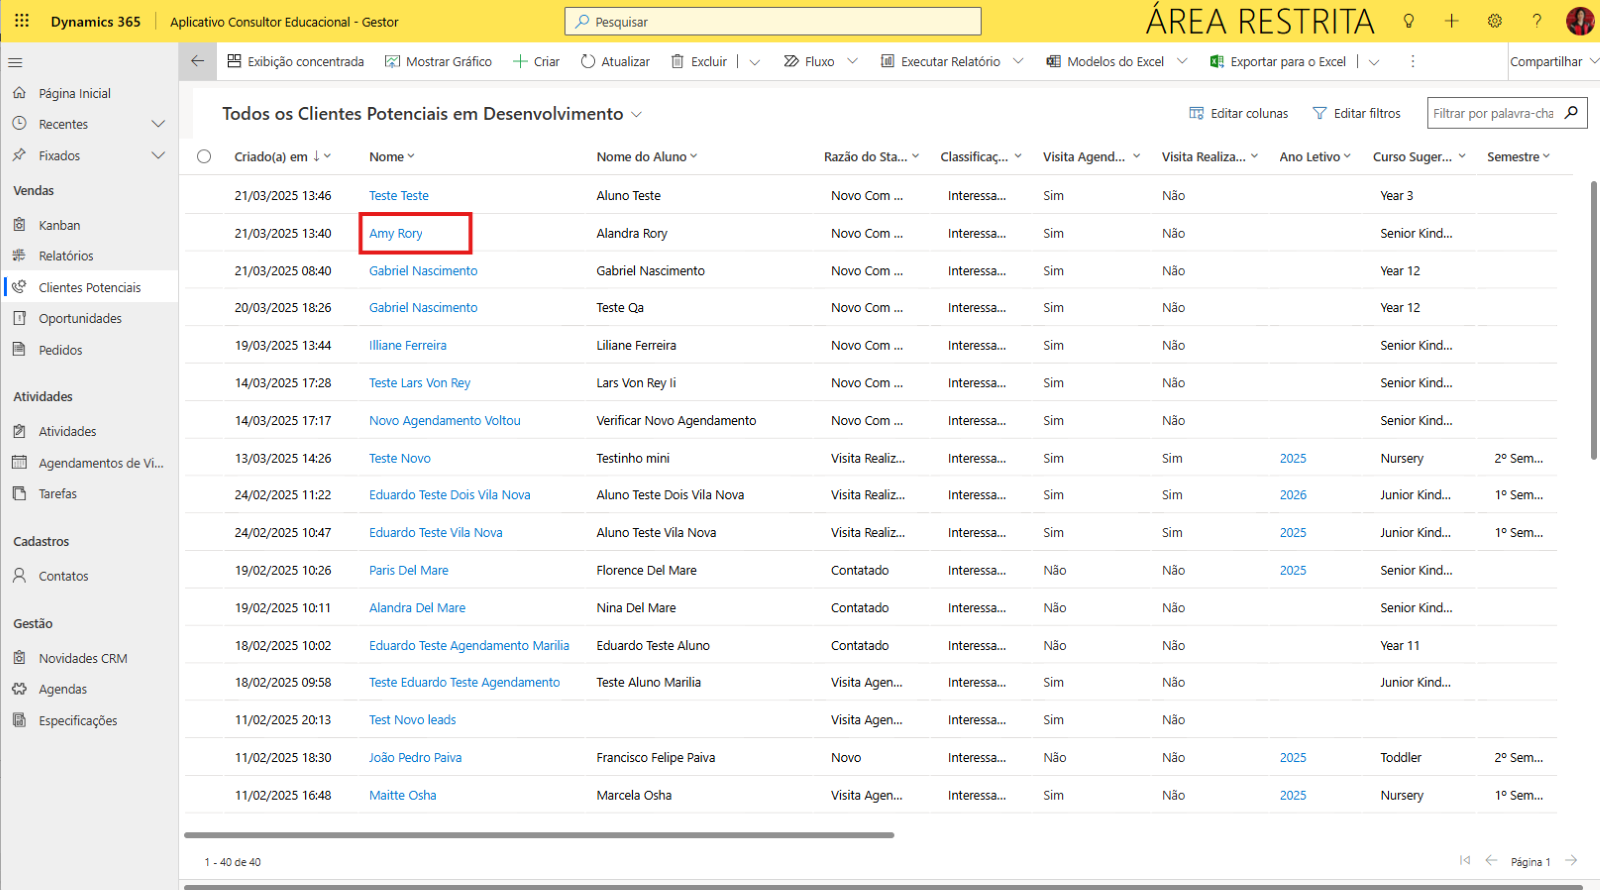 Dynamics 365 Aplicativo Consultor Educacional - Gestor Pesquisar ÁREA RESTRITA
Exibição concentrada Mostrar Gráfico Criar Atualizar Excluir Fluxo Executar Relatório Modelos do Excel Exportar para o Excel Compartilhar
Página Inicial
Recentes
Fixados
Vendas
Kanban
Relatórios
Clientes Potenciais
Oportunidades
Pedidos
Atividades
Atividades
Agendamentos de Vi...
Tarefas
Cadastros
Contatos
Gestão
Novidades CRM
Agendas
Especificações
Todos os Clientes Potenciais em Desenvolvimento Editar colunas Editar filtros Filtrar por palavra-cha
Criado(a) em Nome Nome do Aluno Razão do Sta... Classificaç... Visita Agend... Visita Realiza... Ano Letivo Curso Suger... Semestre
21/03/2025 13:46 Teste Teste Aluno Teste Novo Com ... Interessa... Sim Não Year 3
21/03/2025 13:40 Amy Rory Alandra Rory Novo Com ... Interessa... Sim Não Senior Kind...
21/03/2025 08:40 Gabriel Nascimento Gabriel Nascimento Novo Com ... Interessa... Sim Não Year 12
20/03/2025 18:26 Gabriel Nascimento Teste Qa Novo Com ... Interessa... Sim Não Year 12
19/03/2025 13:44 Illiane Ferreira Liliane Ferreira Novo Com ... Interessa... Sim Não Senior Kind...
14/03/2025 17:28 Teste Lars Von Rey Lars Von Rey Ii Novo Com ... Interessa... Sim Não Senior Kind...
14/03/2025 17:17 Novo Agendamento Voltou Verificar Novo Agendamento Novo Com ... Interessa... Sim Não Senior Kind...
13/03/2025 14:26 Teste Novo Testinho mini Visita Realiz... Interessa... Sim Sim 2025 Nursery 2º Sem...
24/02/2025 11:22 Eduardo Teste Dois Vila Nova Aluno Teste Dois Vila Nova Visita Realiz... Interessa... Sim Sim 2026 Junior Kind... 1º Sem...
24/02/2025 10:47 Eduardo Teste Vila Nova Aluno Teste Vila Nova Visita Realiz... Interessa... Sim Sim 2025 Junior Kind... 1º Sem...
19/02/2025 10:26 Paris Del Mare Florence Del Mare Contatado Interessa... Não Não 2025 Senior Kind...
19/02/2025 10:11 Alandra Del Mare Nina Del Mare Contatado Interessa... Não Não Senior Kind...
18/02/2025 10:02 Eduardo Teste Agendamento Marilia Eduardo Teste Aluno Contatado Interessa... Não Não Year 11
18/02/2025 09:58 Teste Eduardo Teste Agendamento Teste Aluno Marilia Visita Agen... Interessa... Sim Não Junior Kind...
11/02/2025 20:13 Test Novo leads Visita Agen... Interessa... Sim Não
11/02/2025 18:30 João Pedro Paiva Francisco Felipe Paiva Novo Interessa... Não Não 2025 Toddler 2º Sem...
11/02/2025 16:48 Maitte Osha Marcela Osha Visita Agen... Interessa... Sim Não 2025 Nursery 1º Sem...
1 - 40 de 40 Página 1